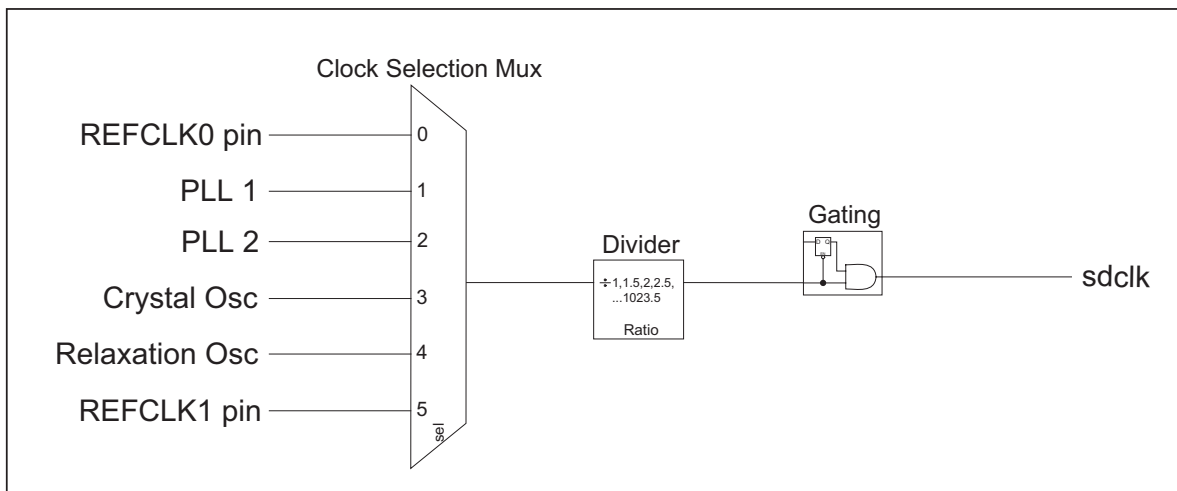 Clock Selection Mux
REFCLK0 pin
0
PLL 1
1
PLL 2
2
Crystal Osc
3
Relaxation Osc
4
REFCLK1 pin
5
sel
Divider
÷1,1.5,2,2.5,
...1023.5
Ratio
Gating
sdclk